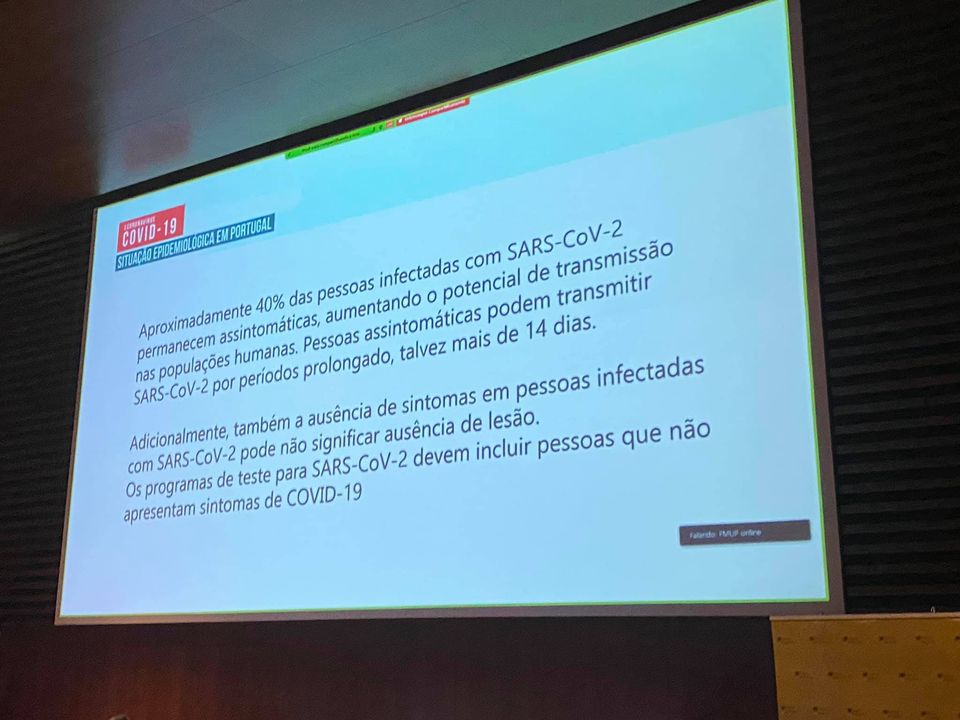 CORONAVÍRUS
COVID-19
SITUAÇÃO EPIDEMIOLÓGICA EM PORTUGAL
Aproximadamente 40% das pessoas infectadas com SARS-CoV-2
permanecem assintomáticas, aumentando o potencial de transmissão
nas populações humanas. Pessoas assintomáticas podem transmitir
SARS-CoV-2 por períodos prolongado, talvez mais de 14 dias.
Adicionalmente, também a ausência de sintomas em pessoas infectadas
com SARS-CoV-2 pode não significar ausência de lesão.
Os programas de teste para SARS-CoV-2 devem incluir pessoas que não
apresentam sintomas de COVID-19
Falando: FMUP online